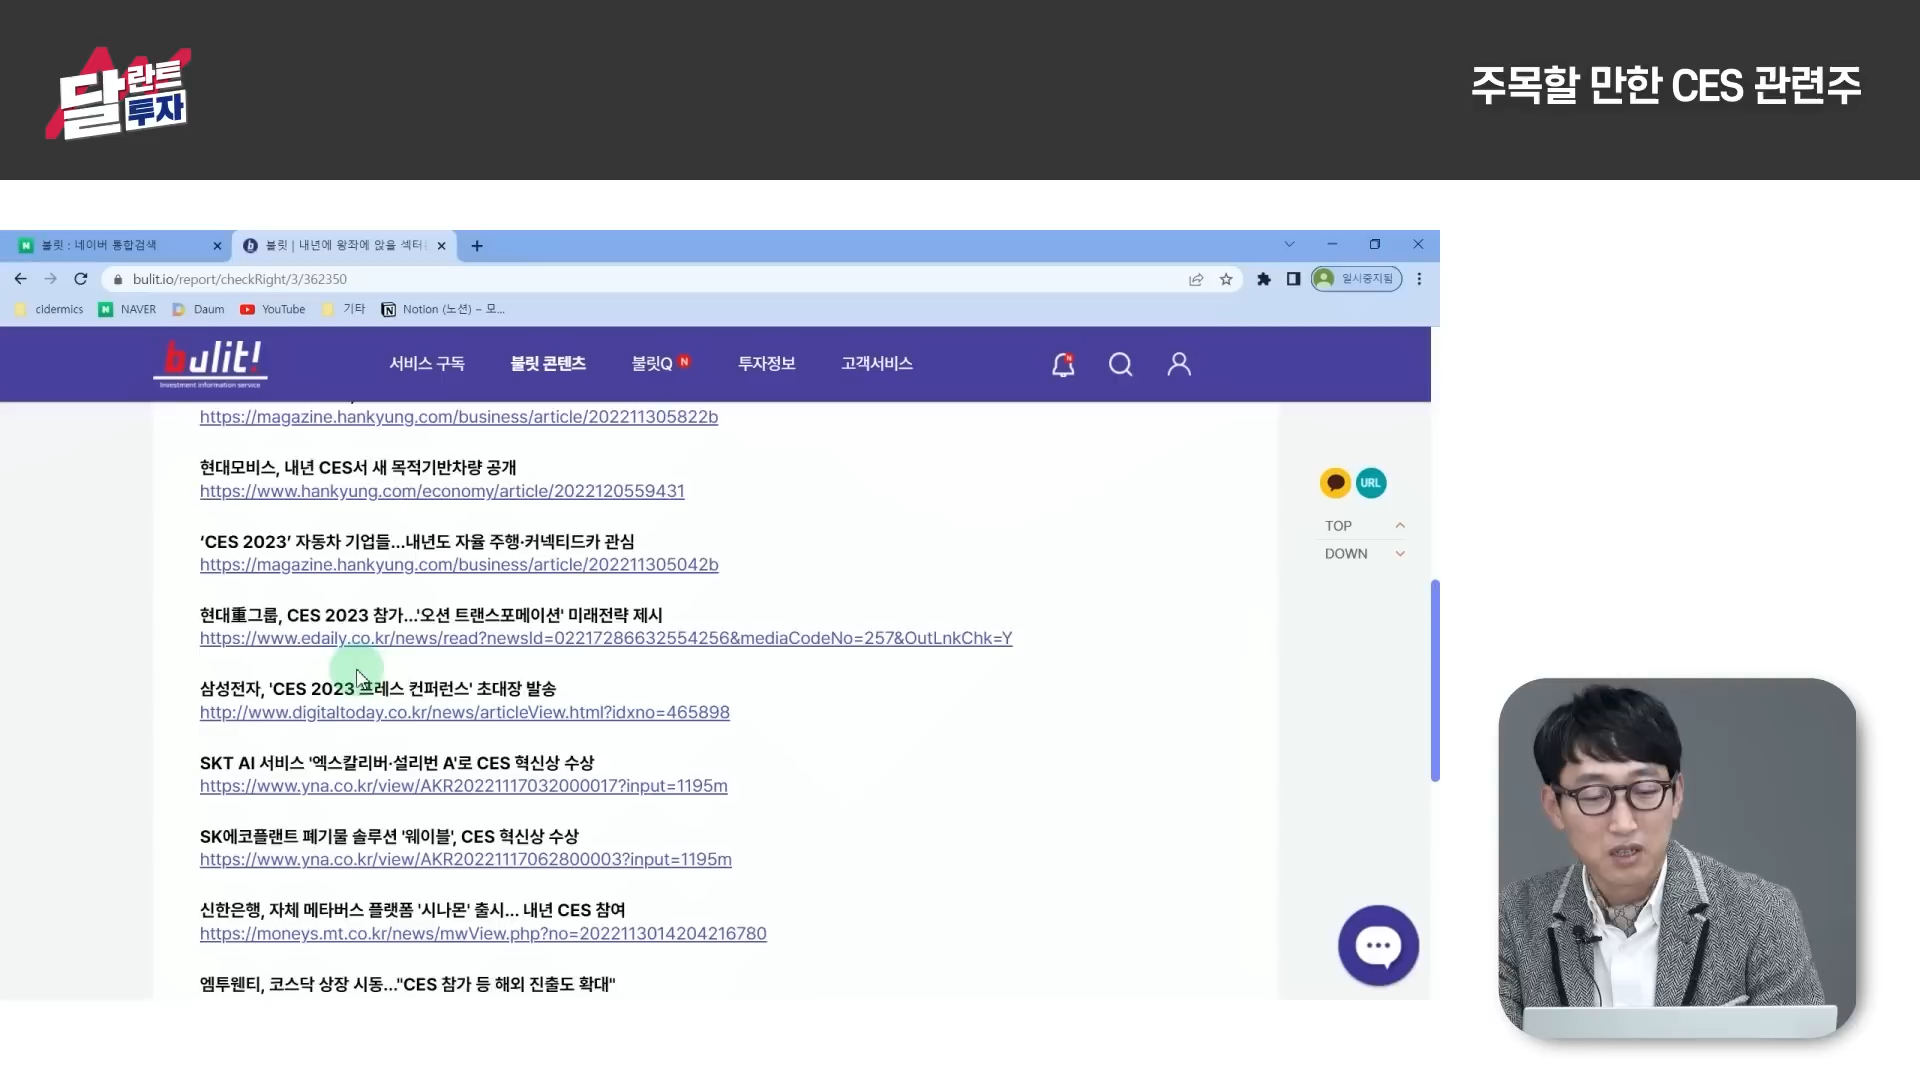 달란트투자
주목할 만한 CES 관련주
불릿 : 네이버 통합검색
불릿 | 내년에 왕좌에 앉을 섹터는
bulit.io/report/checkRight/3/362350
일시중지됨
cidermics
NAVER
Daum
YouTube
기타
Notion (노션) – 모...
bulit!
Investment information service
서비스 구독
불릿 콘텐츠
불릿Q N
투자정보
고객서비스
https://magazine.hankyung.com/business/article/202211305822b
현대모비스, 내년 CES서 새 목적기반차량 공개
https://www.hankyung.com/economy/article/2022120559431
‘CES 2023’ 자동차 기업들...내년도 자율 주행·커넥티드카 관심
https://magazine.hankyung.com/business/article/202211305042b
현대重그룹, CES 2023 참가...'오션 트랜스포메이션' 미래전략 제시
https://www.edaily.co.kr/news/read?newsId=02217286632554256&mediaCodeNo=257&OutLnkChk=Y
삼성전자, 'CES 2023 프레스 컨퍼런스' 초대장 발송
http://www.digitaltoday.co.kr/news/articleView.html?idxno=465898
SKT AI 서비스 '엑스칼리버·설리번 A'로 CES 혁신상 수상
https://www.yna.co.kr/view/AKR20221117032000017?input=1195m
SK에코플랜트 폐기물 솔루션 '웨이블', CES 혁신상 수상
https://www.yna.co.kr/view/AKR20221117062800003?input=1195m
신한은행, 자체 메타버스 플랫폼 '시나몬' 출시... 내년 CES 참여
https://moneys.mt.co.kr/news/mwView.php?no=2022113014204216780
엠투웬티, 코스닥 상장 시동..."CES 참가 등 해외 진출도 확대"
URL
TOP
DOWN